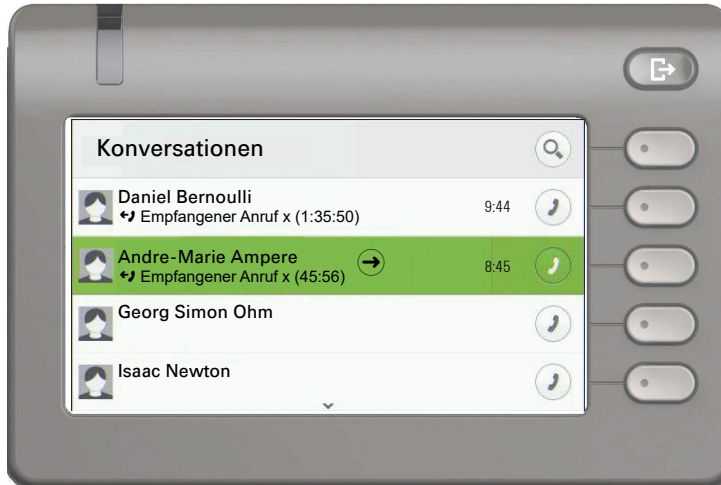 Konversationen
Daniel Bernoulli
Empfangener Anruf x (1:35:50)
9:44
Andre-Marie Ampere
Empfangener Anruf x (45:56)
8:45
Georg Simon Ohm
Isaac Newton